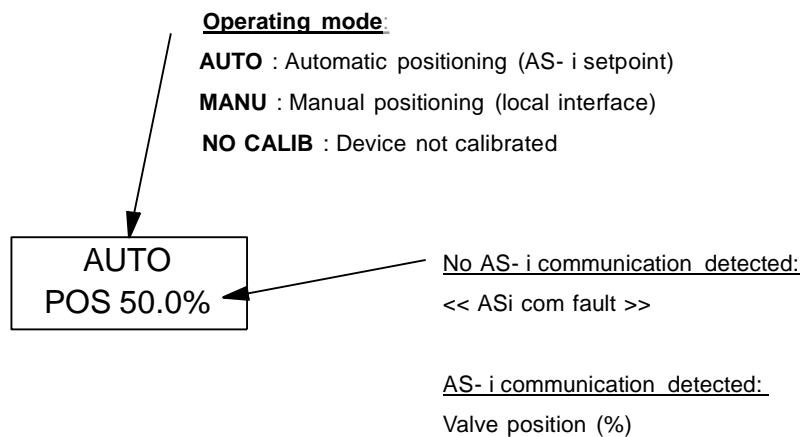 Operating mode:
AUTO : Automatic positioning (AS- i setpoint)
MANU : Manual positioning (local interface)
NO CALIB : Device not calibrated
AUTO
POS 50.0%
No AS- i communication detected:
<< ASi com fault >>
AS- i communication detected:
Valve position (%)